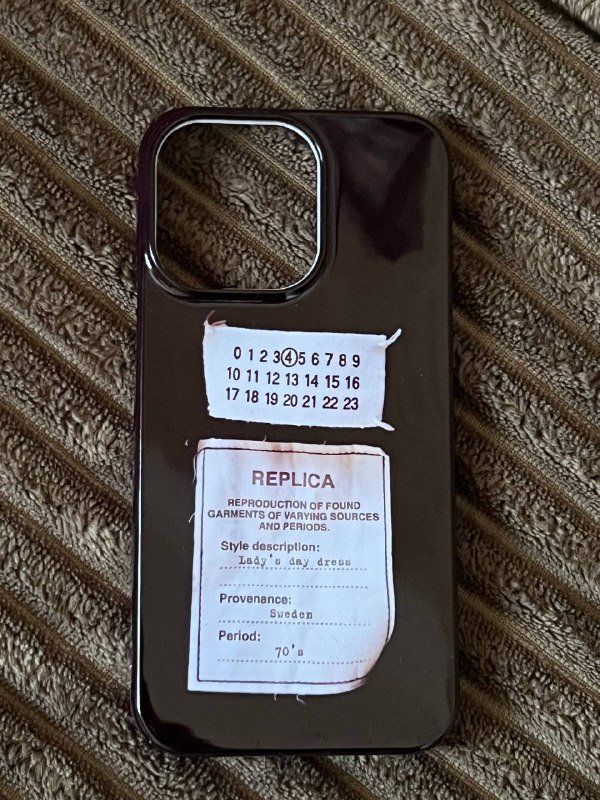 0 1 2 3 4 5 6 7 8 9
10 11 12 13 14 15 16
17 18 19 20 21 22 23
REPLICA
REPRODUCTION OF FOUND
GARMENTS OF VARYING SOURCES
AND PERIODS.
Style description:
Lady's day dress
Provenance:
Sweden
Period:
70's